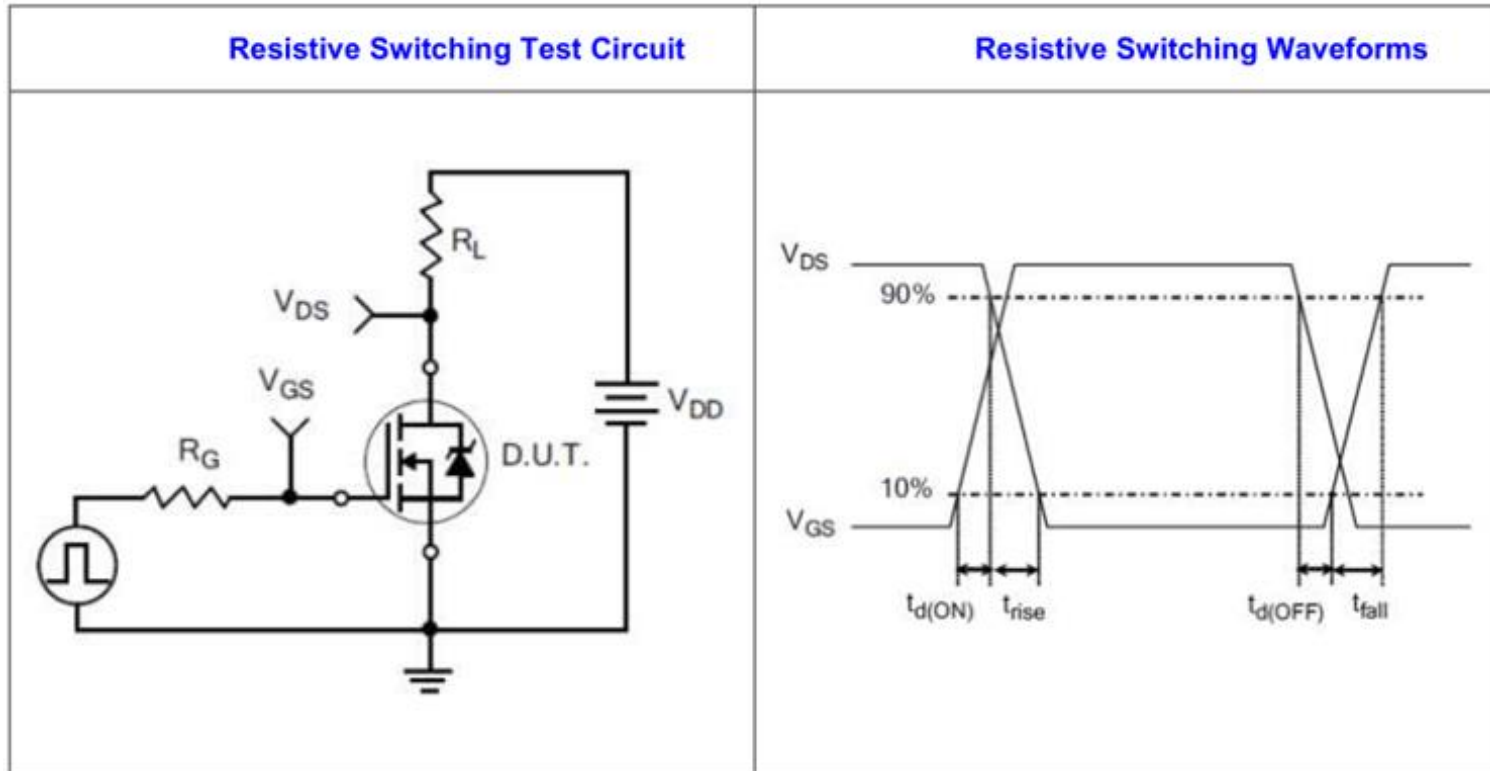 Resistive Switching Test Circuit
Resistive Switching Waveforms
RL
VDS
VGS
VDD
RG
D.U.T.
VDS
90%
10%
VGS
td(ON) trise td(OFF) tfall